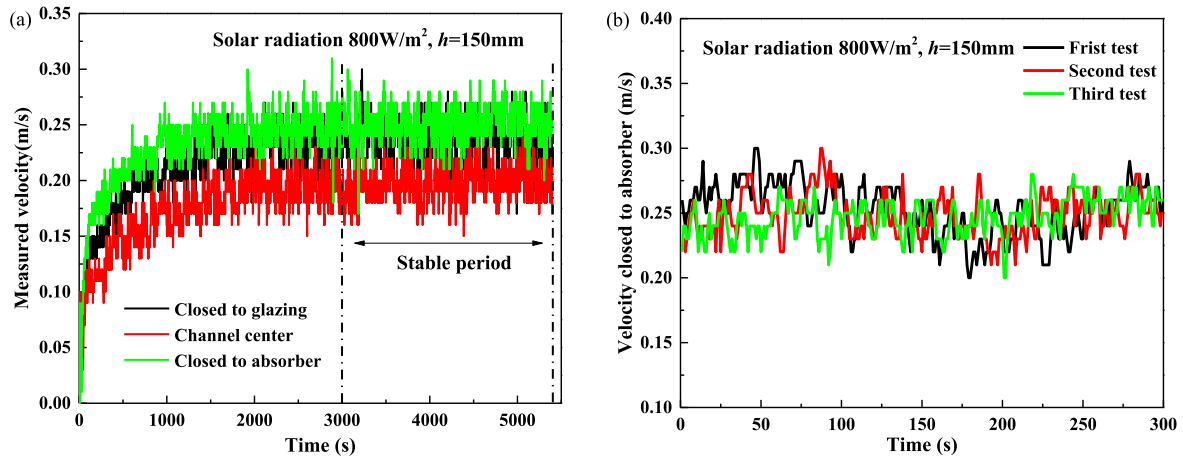 (a)
Solar radiation 800W/m², h=150mm
Measured velocity(m/s)
0.35
0.30
0.25
0.20
0.15
0.10
0.05
0.00
Stable period
Closed to glazing
Channel center
Closed to absorber
0 1000 2000 3000 4000 5000
Time (s)
(b)
Solar radiation 800W/m², h=150mm
Frist test
Second test
Third test
Velocity closed to absorber (m/s)
0.40
0.35
0.30
0.25
0.20
0.15
0.10
0 50 100 150 200 250 300
Time (s)